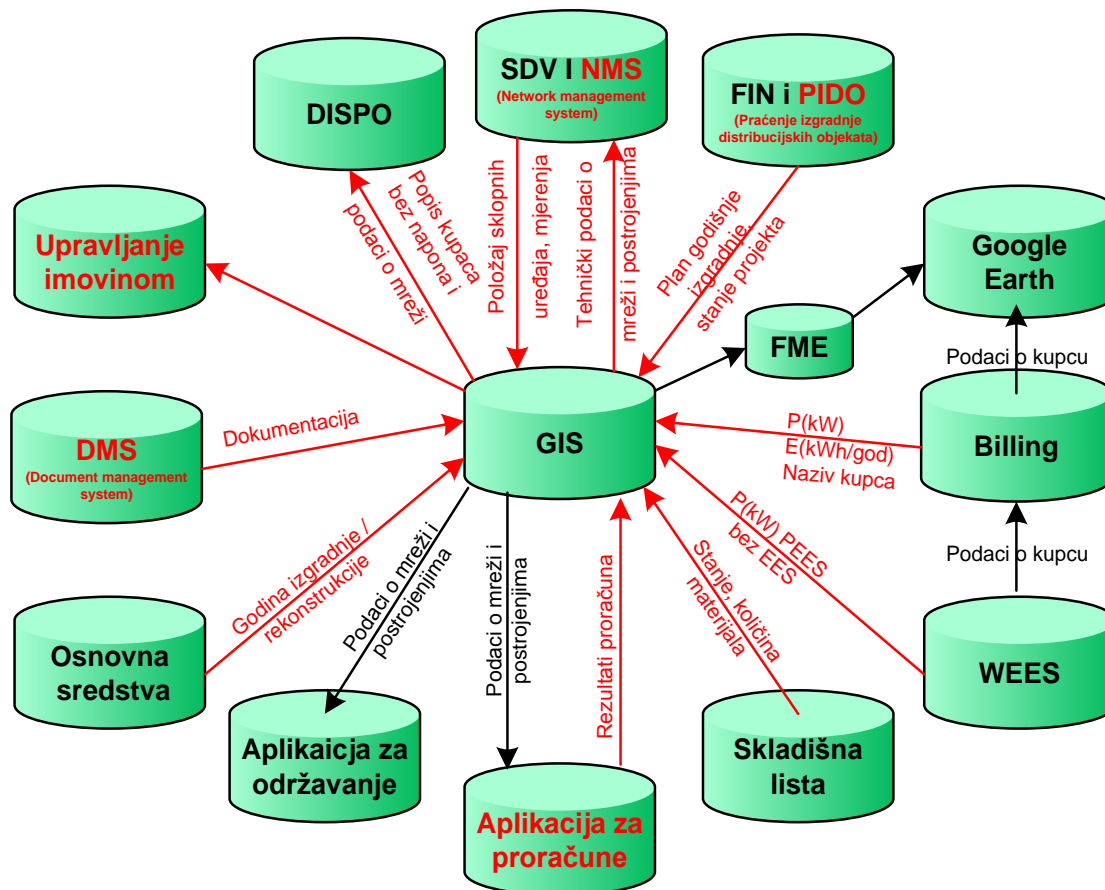 SDV I NMS
(Network management
system)
FIN i PIDO
(Praćenje izgradnje
distribucijskih objekata)
DISPO
Popis kupaca
bez napona i
podaci o mreži
Položaj sklopnih
uređaja, mjerenja
Tehnički podaci o
mreži i postrojenjima
Plan godišnje
izgradnje,
stanje projekta
Upravljanje
imovinom
Google
Earth
FME
Podaci o kupcu
DMS
(Document management
system)
Dokumentacija
GIS
P(kW)
E(kWh/god)
Naziv kupca
Billing
Godina izgradnje /
rekonstrukcije
Podaci o mreži i
postrojenjima
Podaci o mreži i
postrojenjima
Rezultati proračuna
Stanje, količina
materijala
P(kW) PEES
bez EES
Podaci o kupcu
Osnovna
sredstva
WEES
Aplikaicja za
održavanje
Aplikacija za
proračune
Skladišna
lista